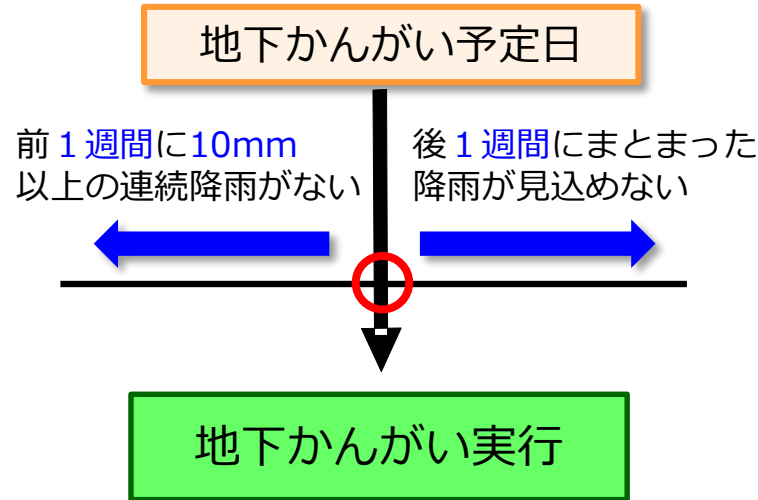 地下かんがい予定日
前１週間に10mm
以上の連続降雨がない
後１週間にまとまった
降雨が見込めない
地下かんがい実行